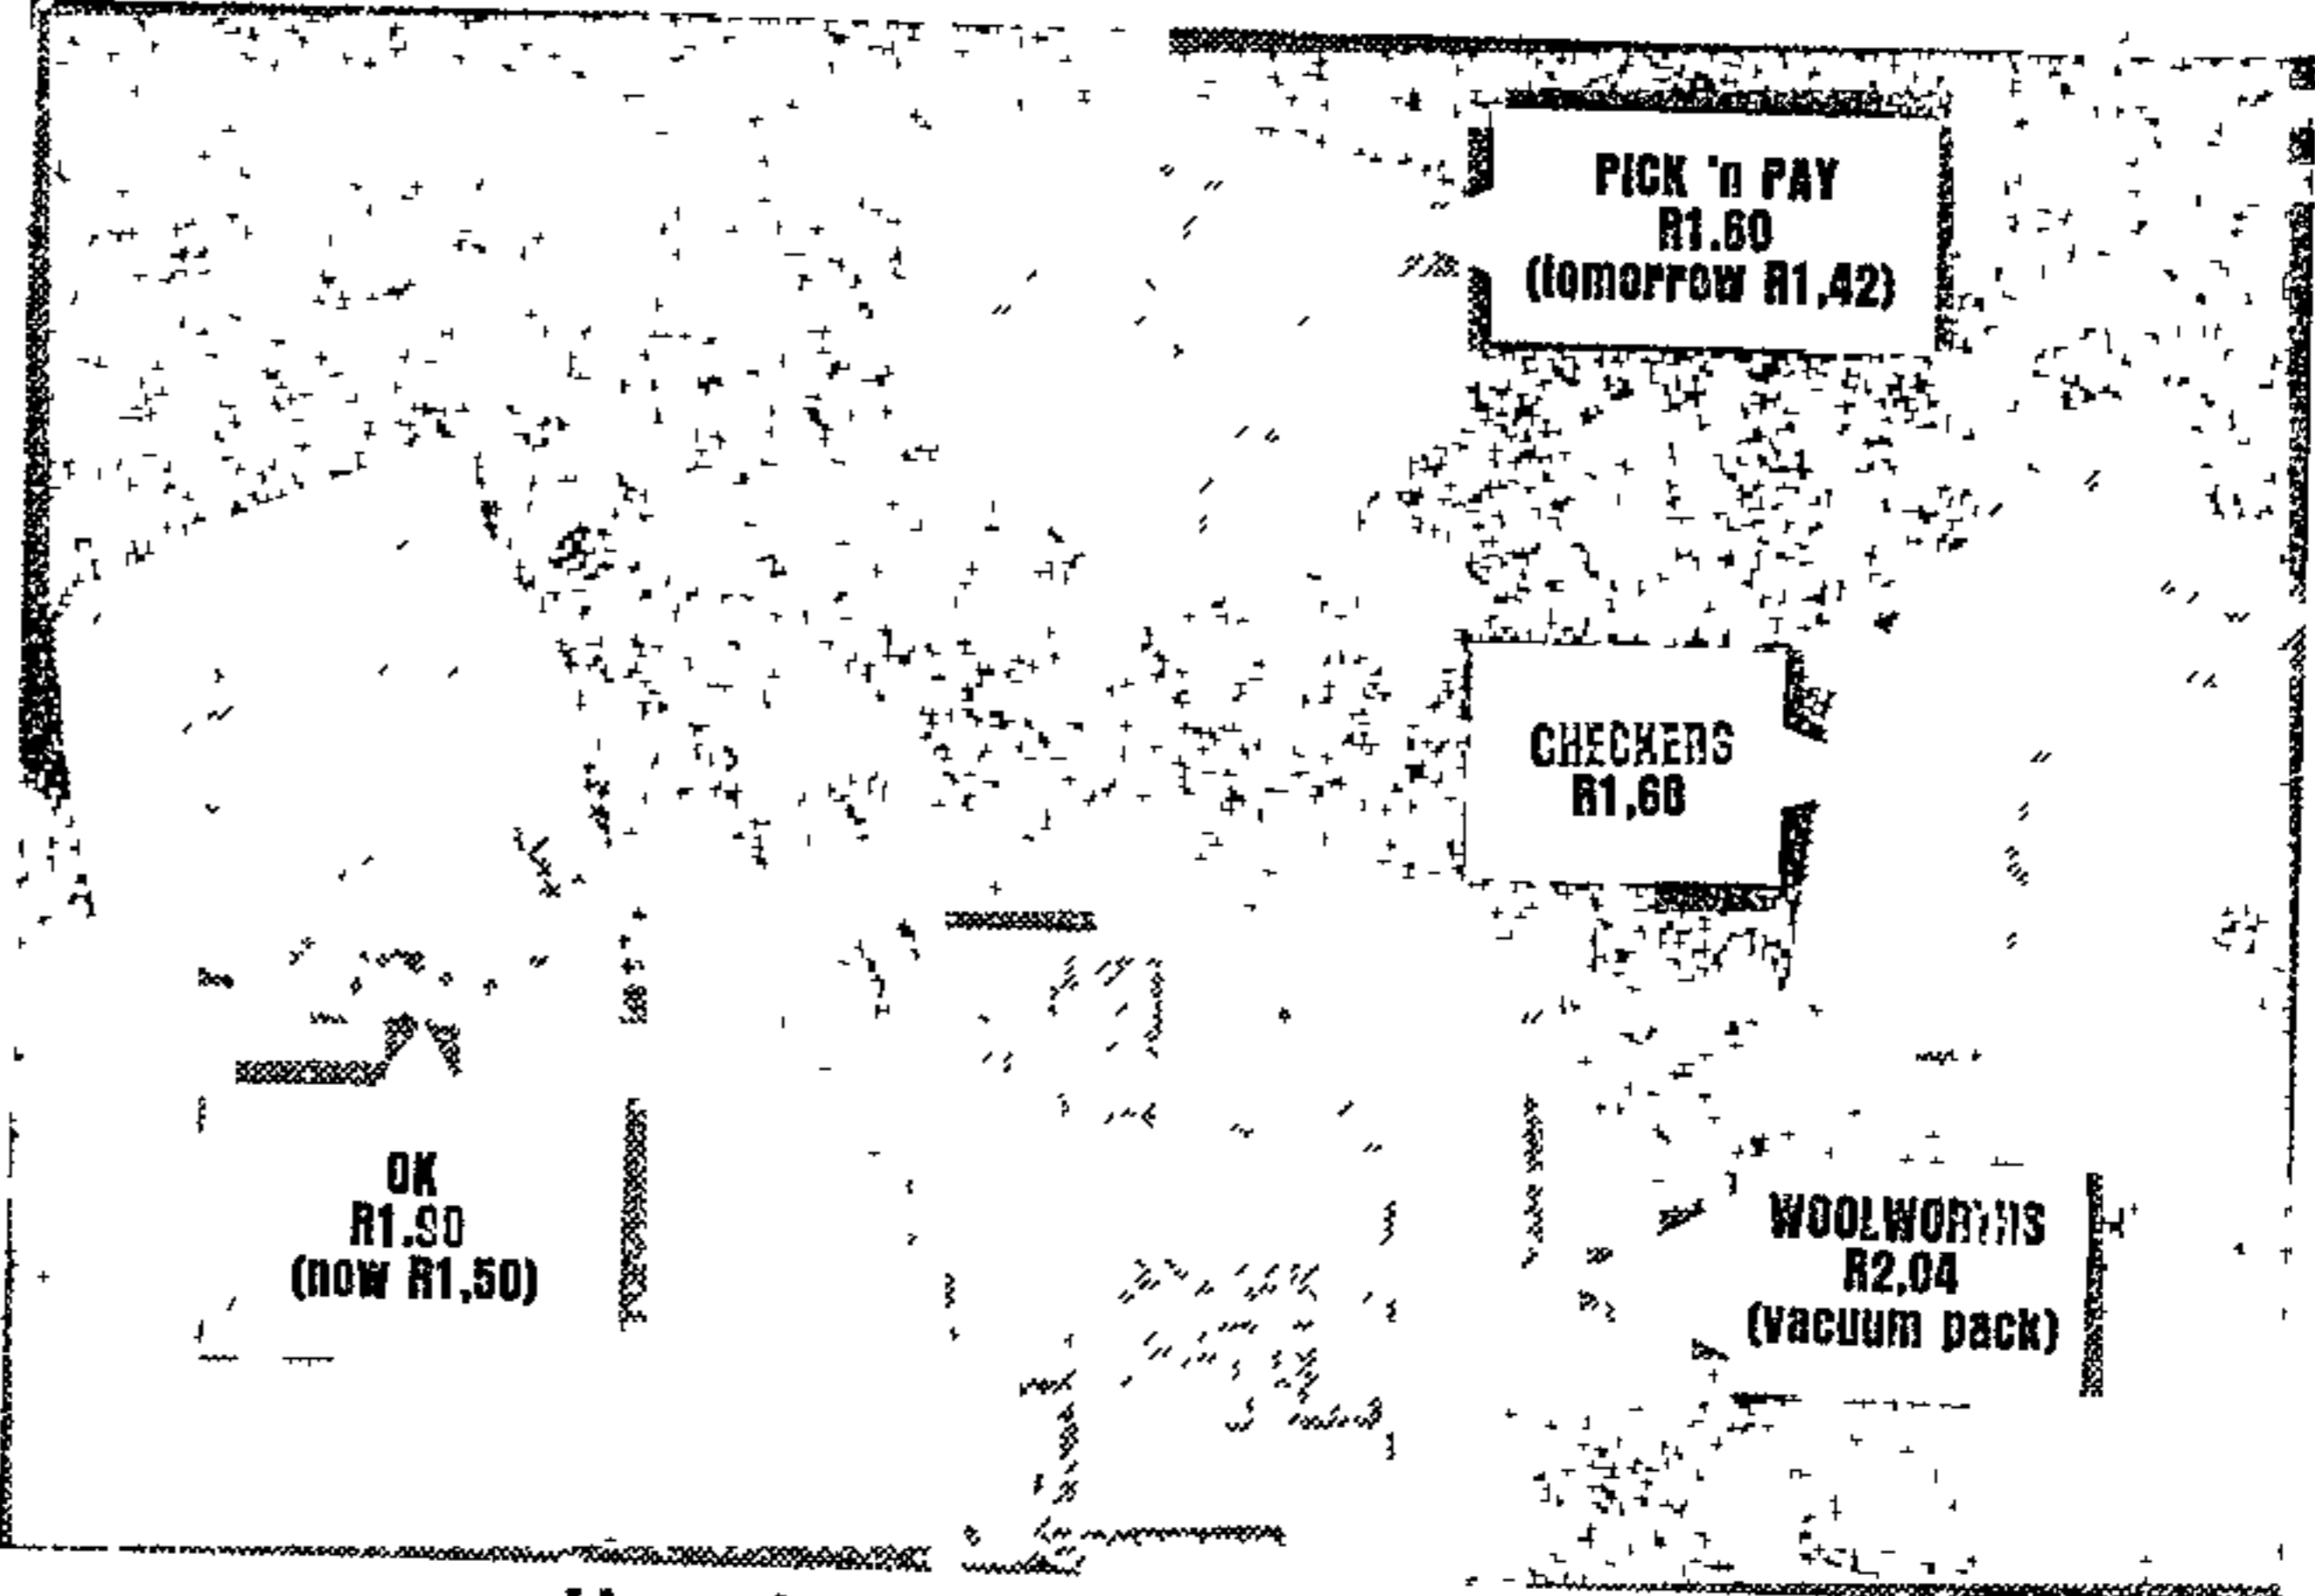 PICK 'n PAY
R1.60
(tomorrow R1,42)
CHECKERS
R1,60
OK
R1.90
(now R1,50)
WOOLWORTHS
R2,04
(vacuum pack)